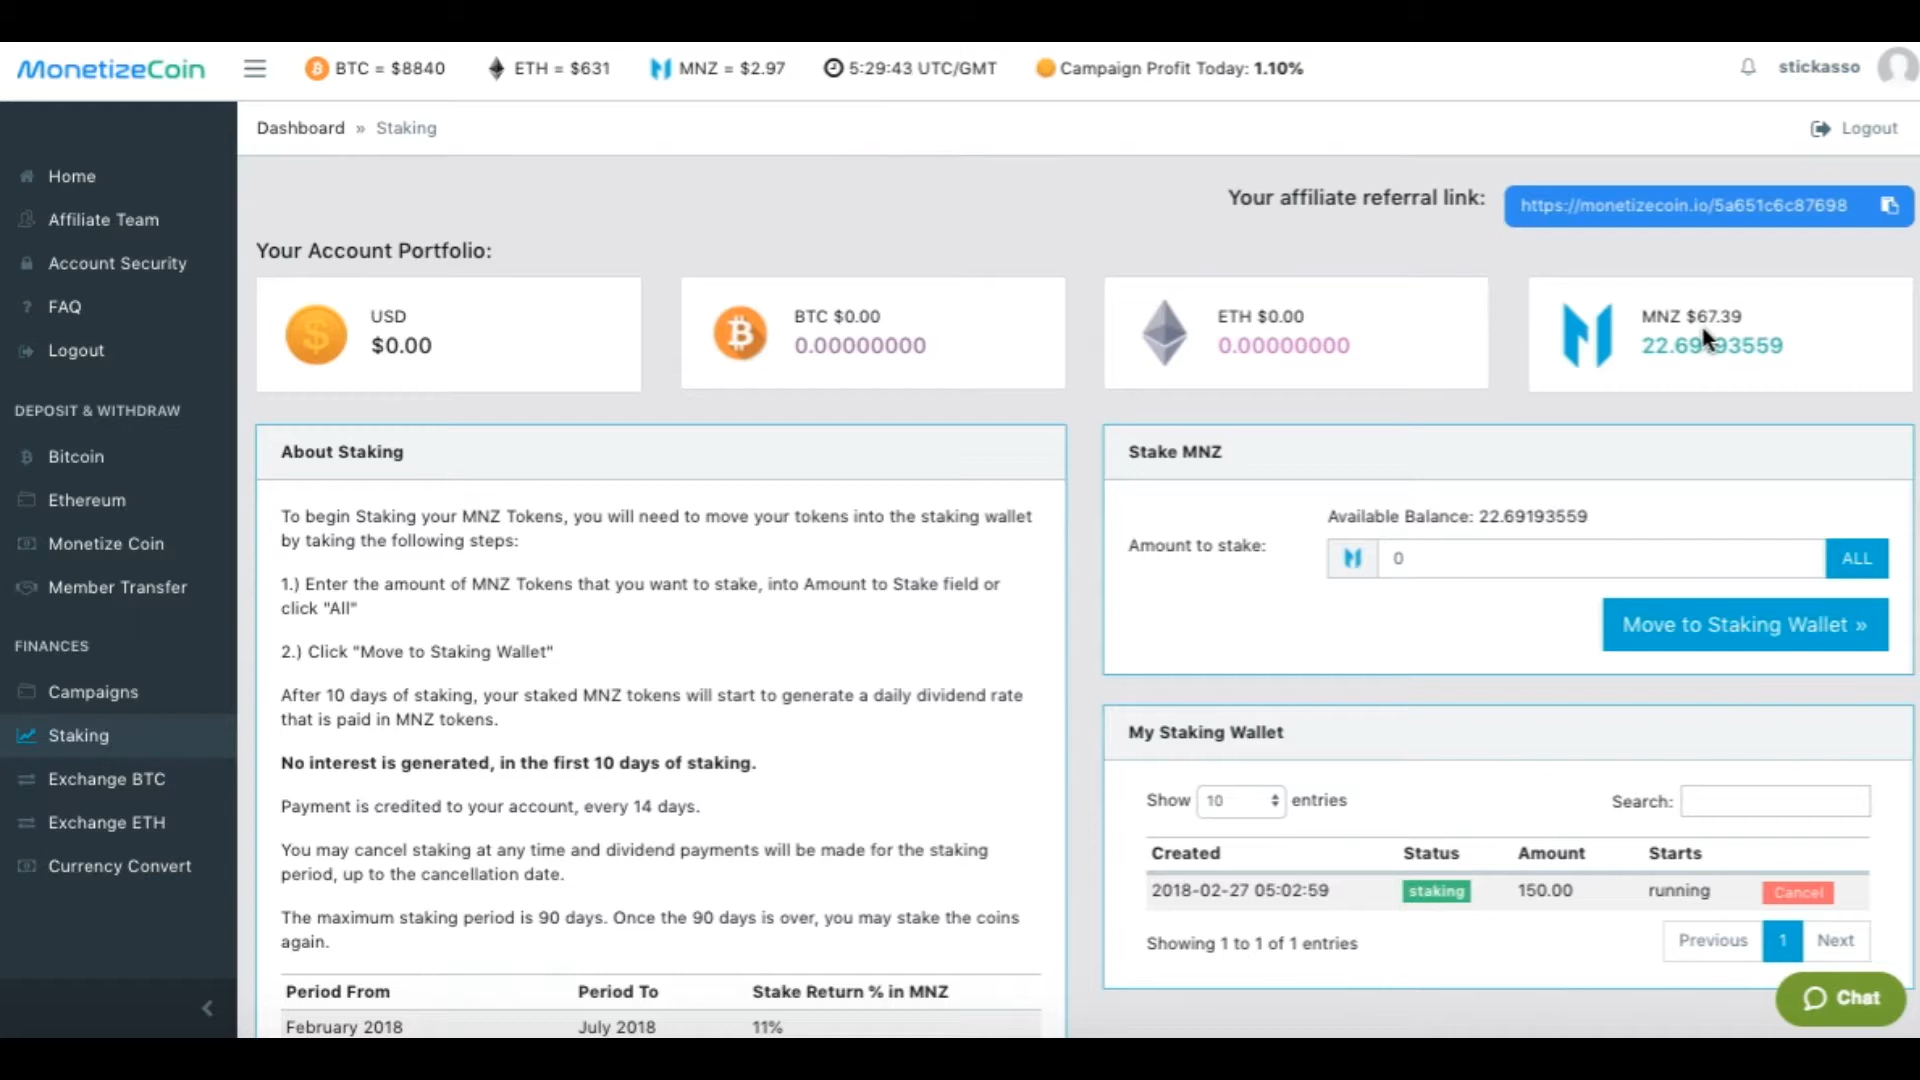 MonetizeCoin
BTC = $8840
ETH = $631
MNZ = $2.97
5:29:43 UTC/GMT
Campaign Profit Today: 1.10%
stickasso
Dashboard » Staking
Logout
Home
Affiliate Team
Account Security
? FAQ
Logout
DEPOSIT & WITHDRAW
Bitcoin
Ethereum
Monetize Coin
Member Transfer
FINANCES
Campaigns
Staking
Exchange BTC
Exchange ETH
Currency Convert
Your affiliate referral link:
https://monetizecoin.io/5a651c6c87698
Your Account Portfolio:
USD
$0.00
BTC $0.00
0.00000000
ETH $0.00
0.00000000
MNZ $67.39
22.69193559
About Staking
To begin Staking your MNZ Tokens, you will need to move your tokens into the staking wallet
by taking the following steps:
1.) Enter the amount of MNZ Tokens that you want to stake, into Amount to Stake field or
click "All"
2.) Click "Move to Staking Wallet"
After 10 days of staking, your staked MNZ tokens will start to generate a daily dividend rate
that is paid in MNZ tokens.
No interest is generated, in the first 10 days of staking.
Payment is credited to your account, every 14 days.
You may cancel staking at any time and dividend payments will be made for the staking
period, up to the cancellation date.
The maximum staking period is 90 days. Once the 90 days is over, you may stake the coins
again.
Period From Period To Stake Return % in MNZ
February 2018 July 2018 11%
Stake MNZ
Available Balance: 22.69193559
Amount to stake:
0
ALL
Move to Staking Wallet »
My Staking Wallet
Show 10 entries
Search:
Created Status Amount Starts
2018-02-27 05:02:59 staking 150.00 running Cancel
Showing 1 to 1 of 1 entries
Previous 1 Next
Chat